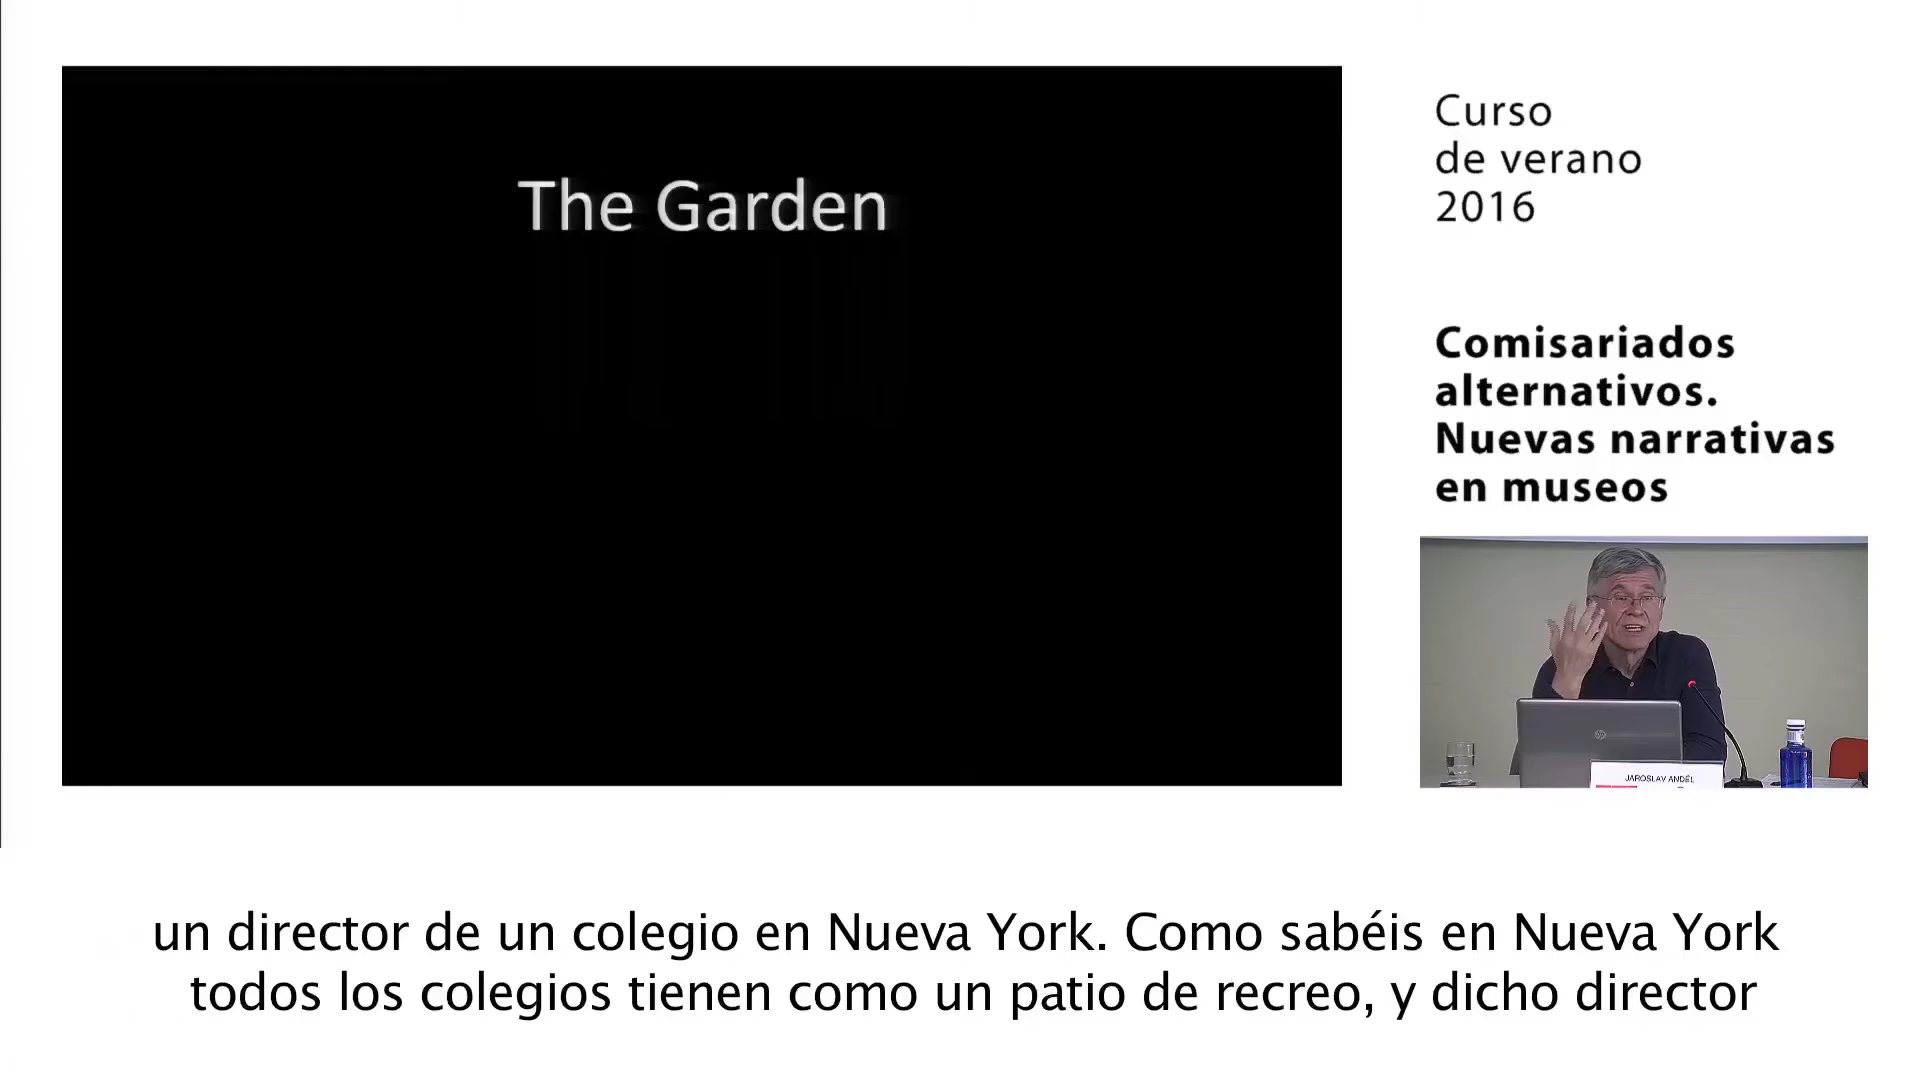 The Garden
Curso
de verano
2016
Comisariados
alternativos.
Nuevas narrativas
en museos
hp
JAROSLAV ANDĚL
un director de un colegio en Nueva York. Como sabéis en Nueva York
todos los colegios tienen como un patio de recreo, y dicho director